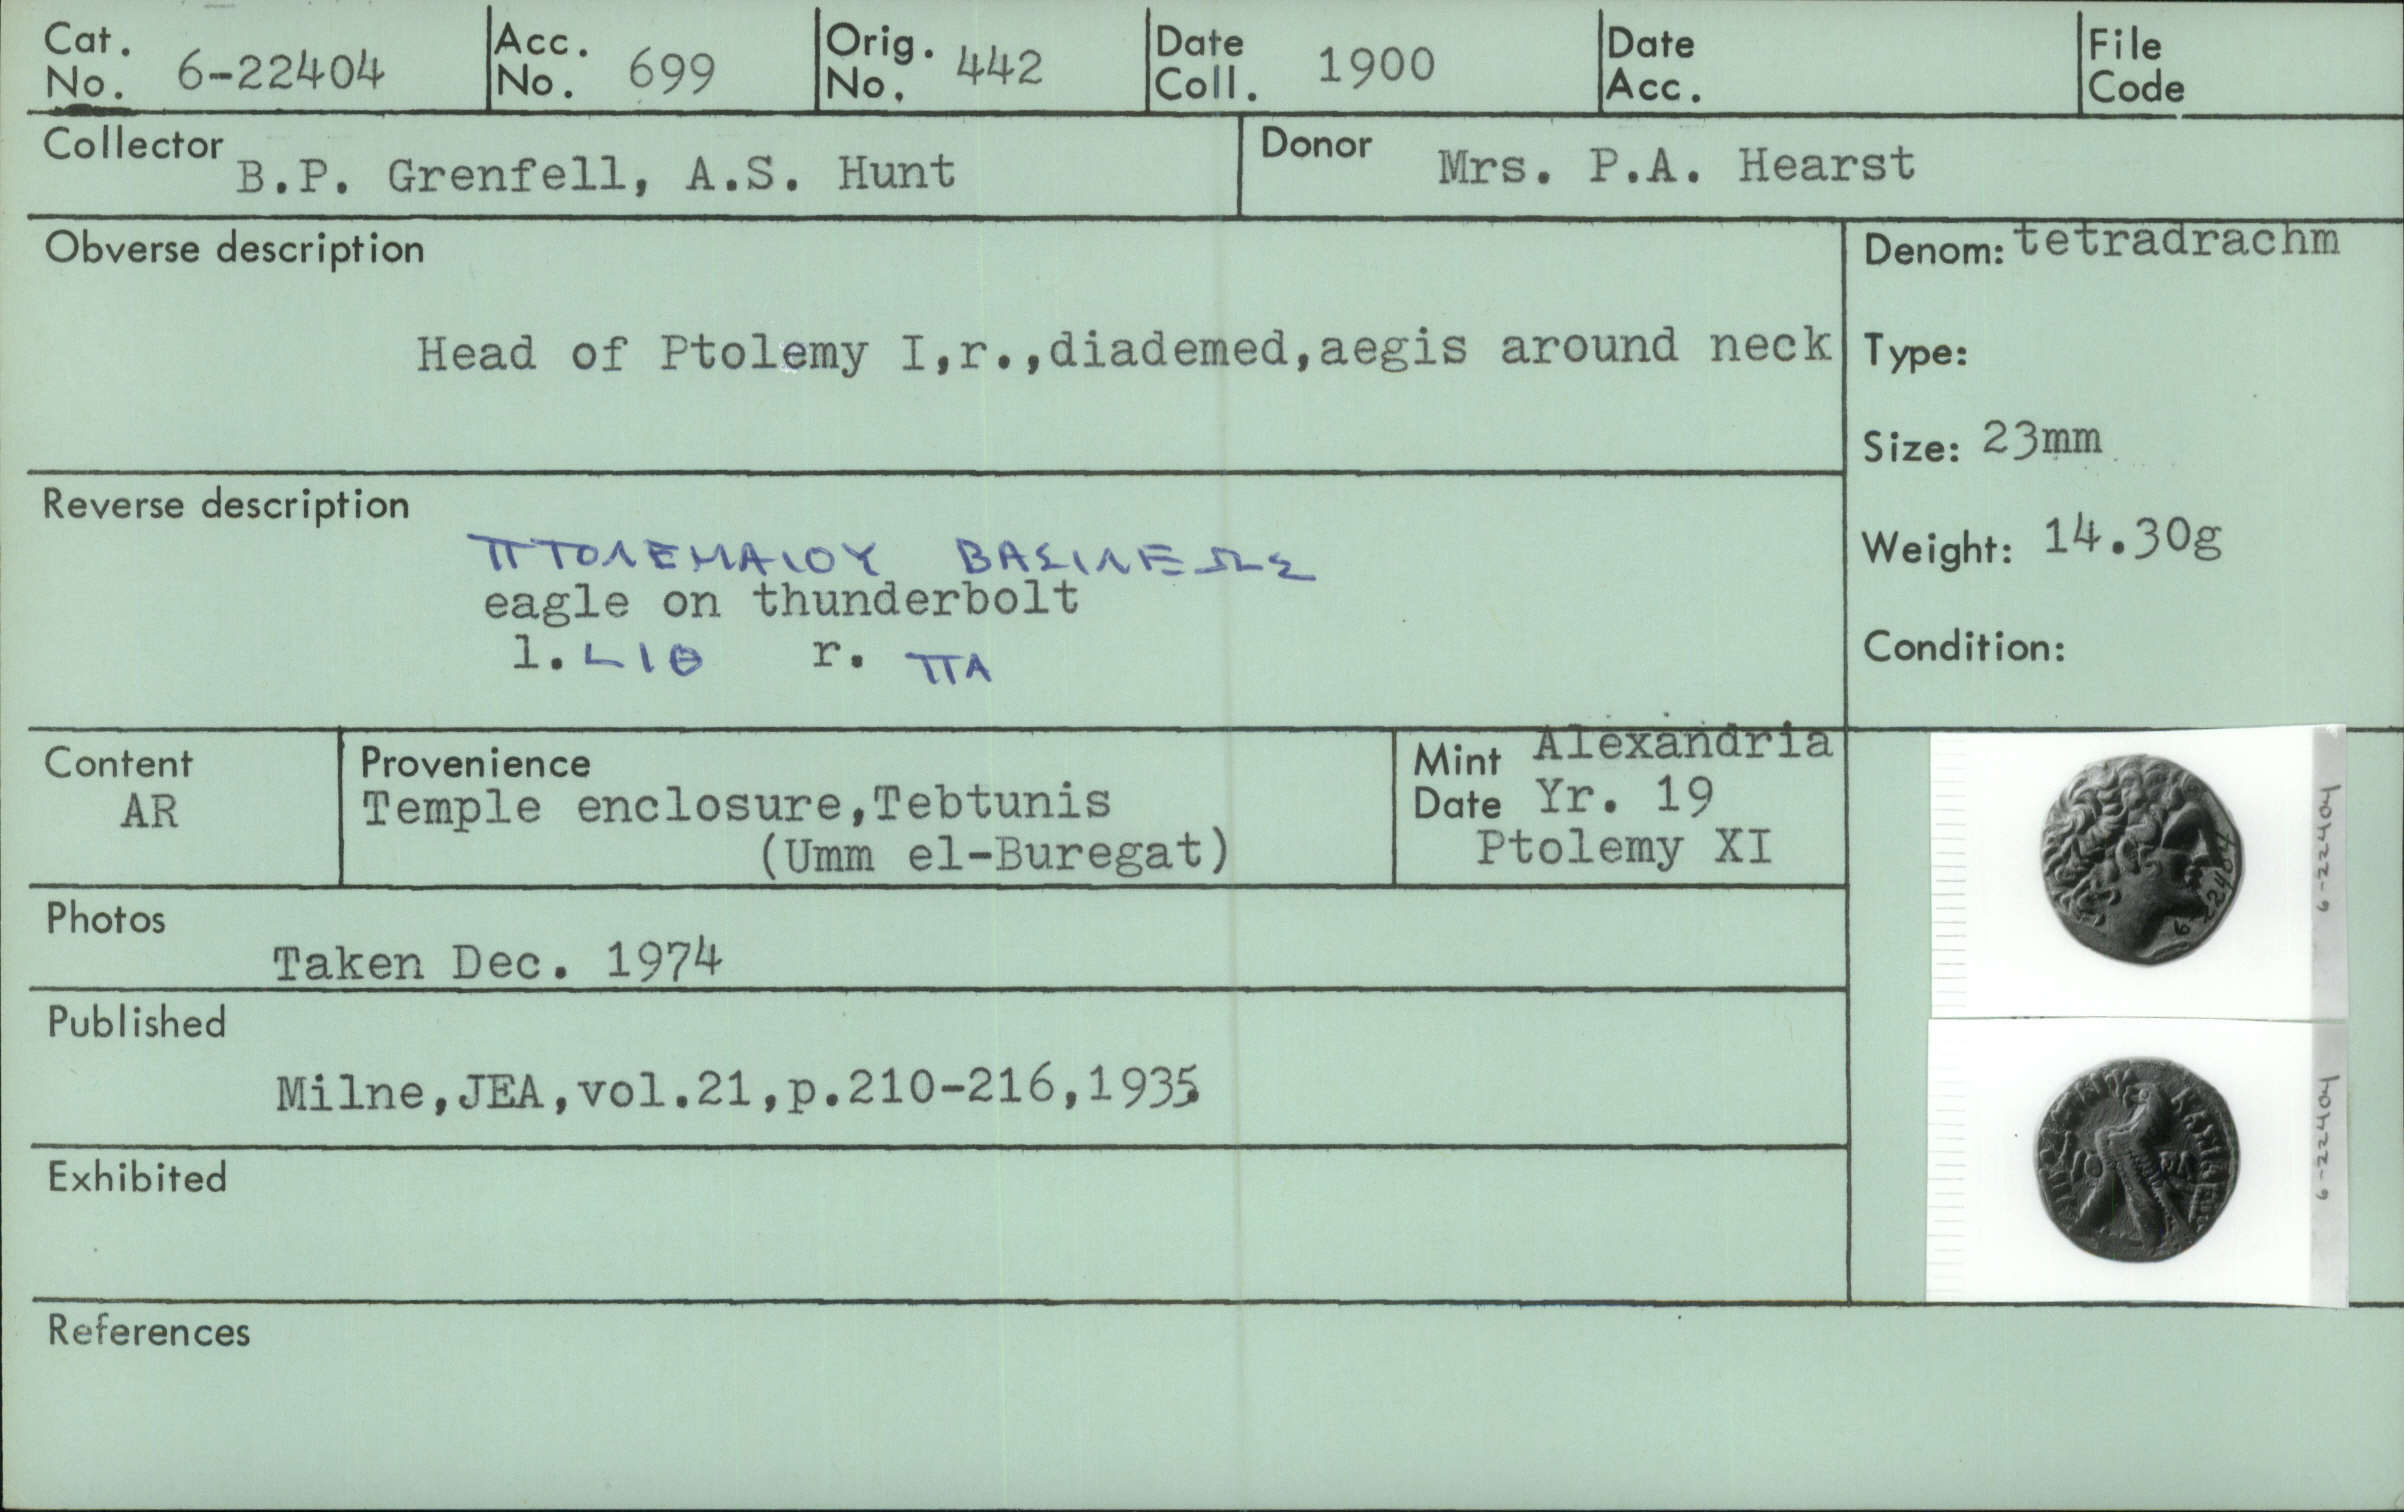 Cat. No. 6-22404 Acc. No. 699 Orig. No. 442 Date Coll. 1900 Date Acc. File Code
Collector B.P. Grenfell, A.S. Hunt Donor Mrs. P.A. Hearst
Obverse description
Head of Ptolemy I,r.,diademed,aegis around neck
Denom: tetradrachm
Type:
Size: 23mm
Weight: 14.30g
Condition:
Reverse description
ΠΤΟΛΕΜΑΙΟΥ ΒΑΣΙΛΕΩΣ
eagle on thunderbolt
l. LΙΘ r. ΠΑ
Content
AR
Provenience
Temple enclosure,Tebtunis
(Umm el-Buregat)
Mint Alexandria
Date Yr. 19
Ptolemy XI
Photos
Taken Dec. 1974
Published
Milne,JEA,vol.21,p.210-216,1935.
Exhibited
References
6-22404
6-22404
6-22404